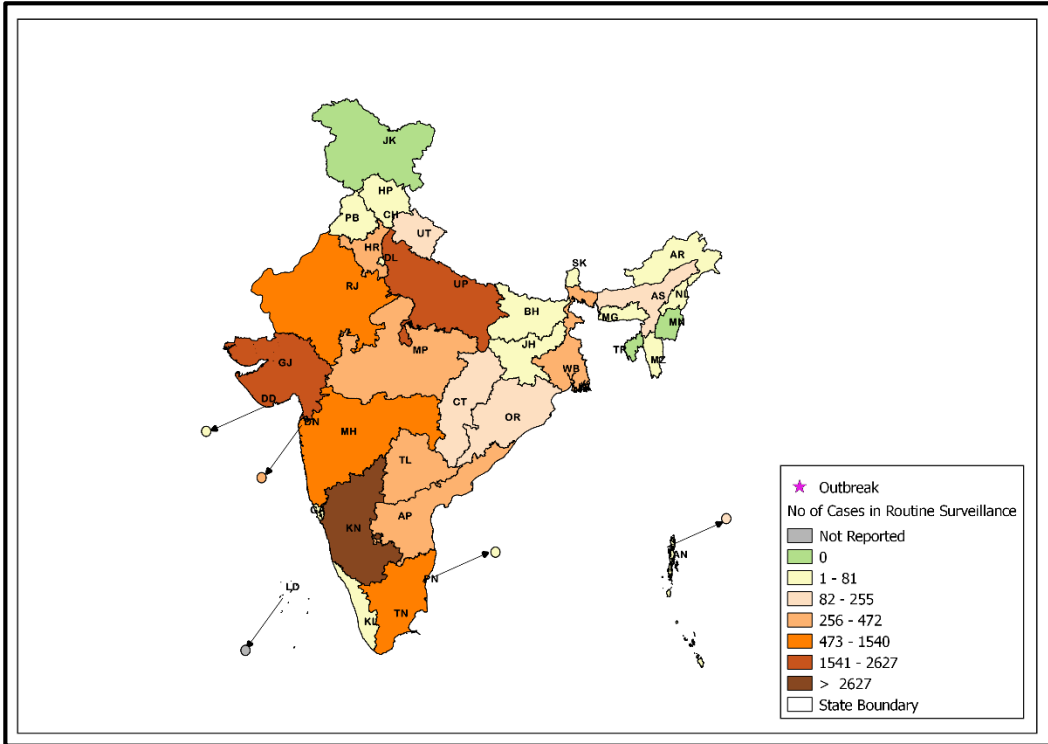 JK
HP
CH
PB
UT
HR
DL
AR
SK
RJ
UP
AS
NL
BH
MG
MN
JH
TR
MZ
MP
GJ
WB
CT
DD
OR
DN
MH
TL
AP
KN
AN
PN
LD
TN
KL
Outbreak
No of Cases in Routine Surveillance
Not Reported
0
1 - 81
82 - 255
256 - 472
473 - 1540
1541 - 2627
> 2627
State Boundary